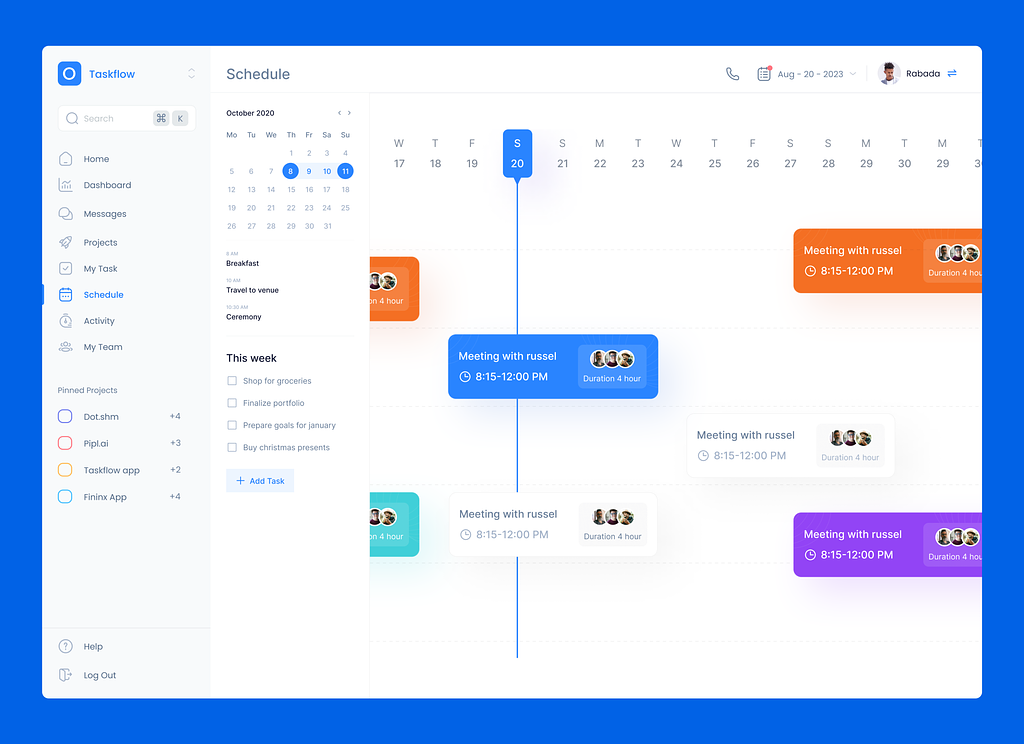 Taskflow
Search ⌘ K
Home
Dashboard
Messages
Projects
My Task
Schedule
Activity
My Team
Pinned Projects
Dot.shm +4
Pipl.ai +3
Taskflow app +2
Fininx App +4
Help
Log Out
Schedule
Aug - 20 - 2023
Rabada
October 2020
Mo Tu We Th Fr Sa Su
1 2 3 4
5 6 7 8 9 10 11
12 13 14 15 16 17 18
19 20 21 22 23 24 25
26 27 28 29 30 31
8 AM
Breakfast
10 AM
Travel to venue
10:30 AM
Ceremony
This week
Shop for groceries
Finalize portfolio
Prepare goals for january
Buy christmas presents
+ Add Task
W T F S S M T W T F S S M T M T
17 18 19 20 21 22 23 24 25 26 27 28 29 30 29 30
Meeting with russel
8:15-12:00 PM
Duration 4 hou
on 4 hour
Meeting with russel
8:15-12:00 PM
Duration 4 hour
Meeting with russel
8:15-12:00 PM
Duration 4 hour
on 4 hour
Meeting with russel
8:15-12:00 PM
Duration 4 hour
Meeting with russel
8:15-12:00 PM
Duration 4 hou